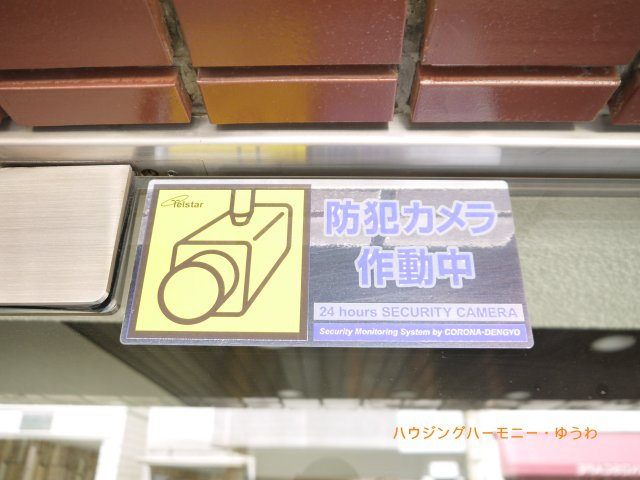 Telstar
防犯カメラ
作動中
24 hours SECURITY CAMERA
Security Monitoring System by CORONA-DENGYO
ハウジングハーモニー・ゆうわ